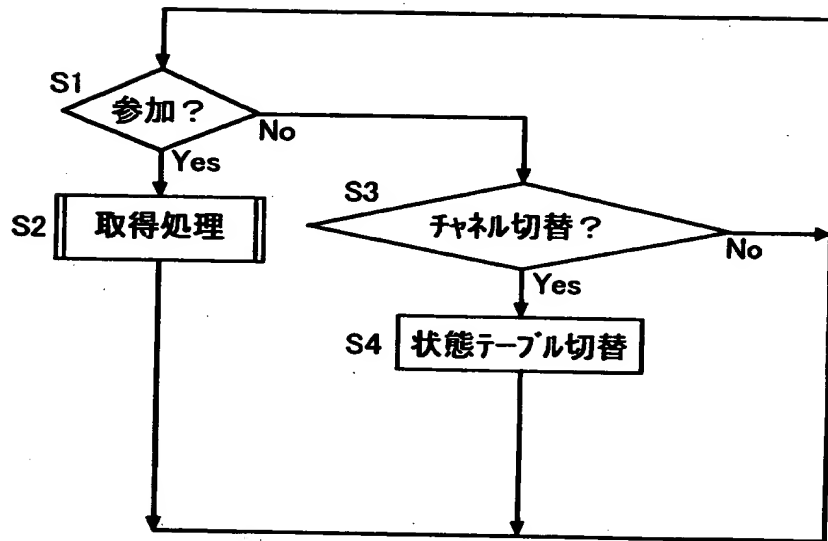 S1
参加?
No
Yes
S2
取得処理
S3
チャネル切替?
No
Yes
S4
状態テーブル切替